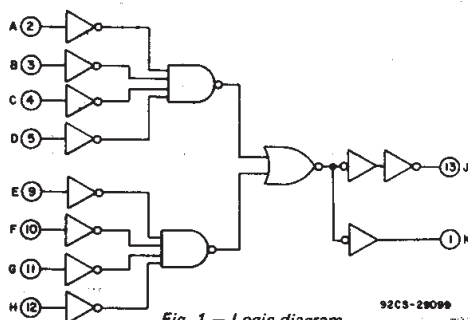 A 2
B 3
C 4
D 5
E 9
F 10
G 11
H 12
13 J
1 K
Fig. 1 — Logic diagram
92CS-29099